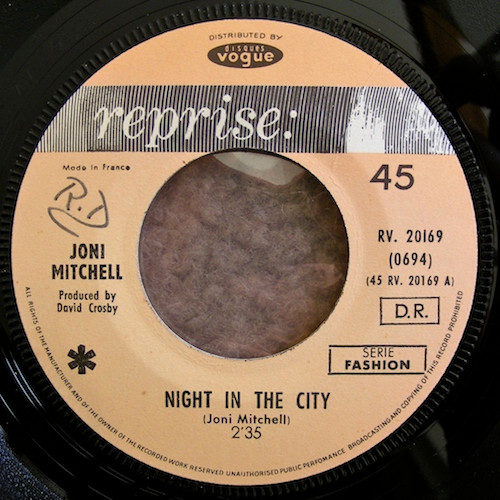 DISTRIBUTED BY
disques
vogue
reprise:
Made in France
45
R.D
JONI
MITCHELL
Produced by
David Crosby
RV. 20169
(0694)
(45 RV. 20169 A)
D.R.
SERIE
FASHION
*
NIGHT IN THE CITY
(Joni Mitchell)
2'35
ALL RIGHTS OF THE MANUFACTURER AND OF THE OWNER OF THE RECORDED WORK RESERVED UNAUTHORISED PUBLIC PERFOMANCE BROADCASTING AND COPYING OF THIS RECORD PROHIBITED